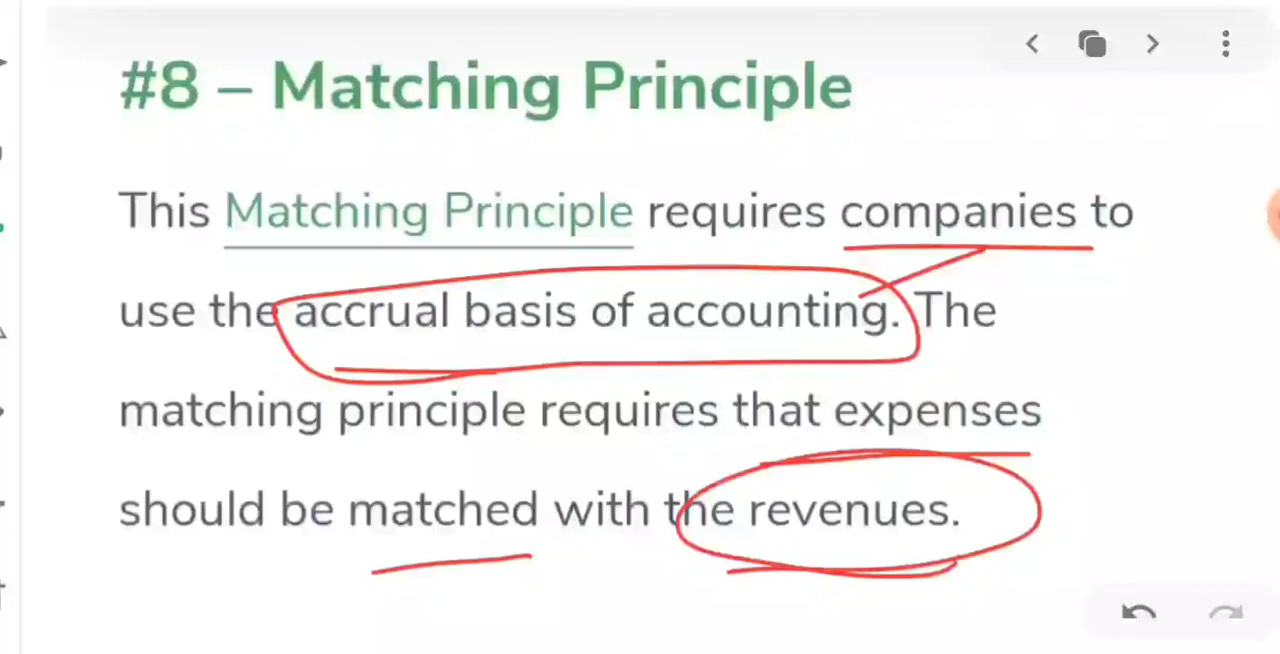 #8 – Matching Principle
This Matching Principle requires companies to
use the accrual basis of accounting. The
matching principle requires that expenses
should be matched with the revenues.